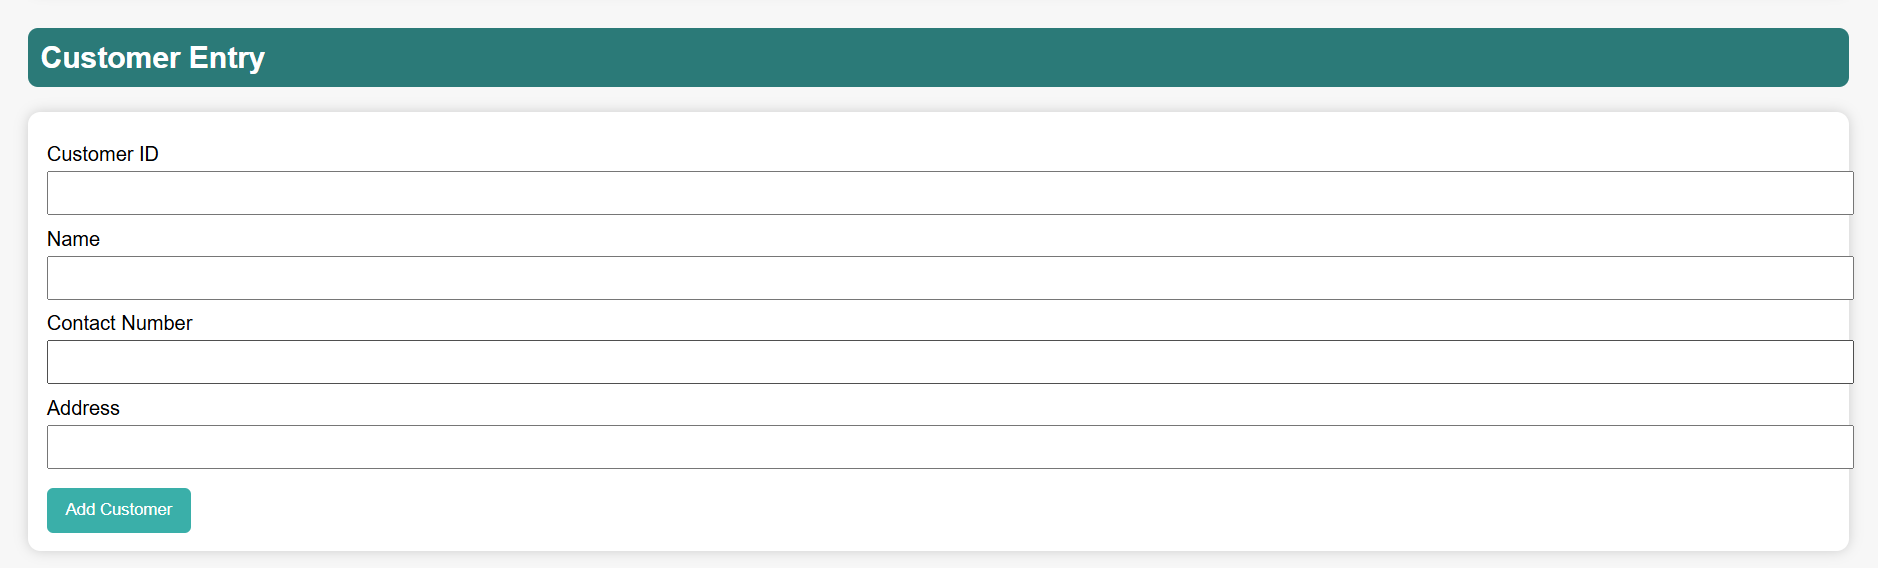 Customer Entry
Customer ID
Name
Contact Number
Address
Add Customer